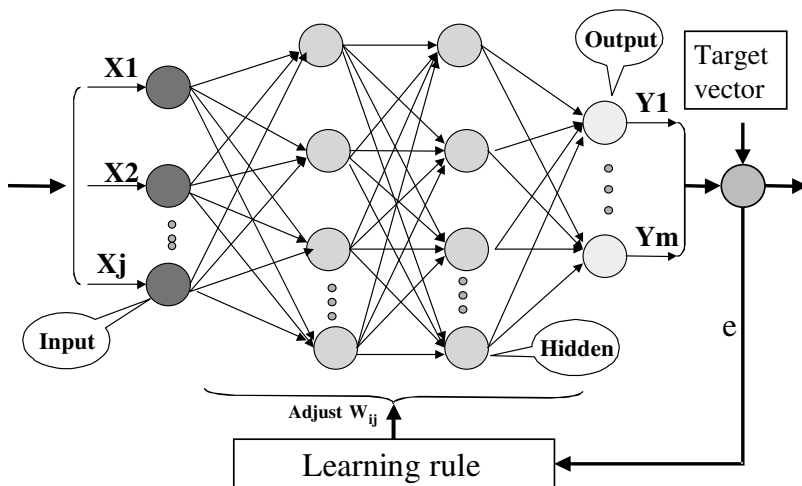 X1
X2
Xj
Input
Hidden
Output
Y1
Ym
Target
vector
e
Adjust Wij
Learning rule